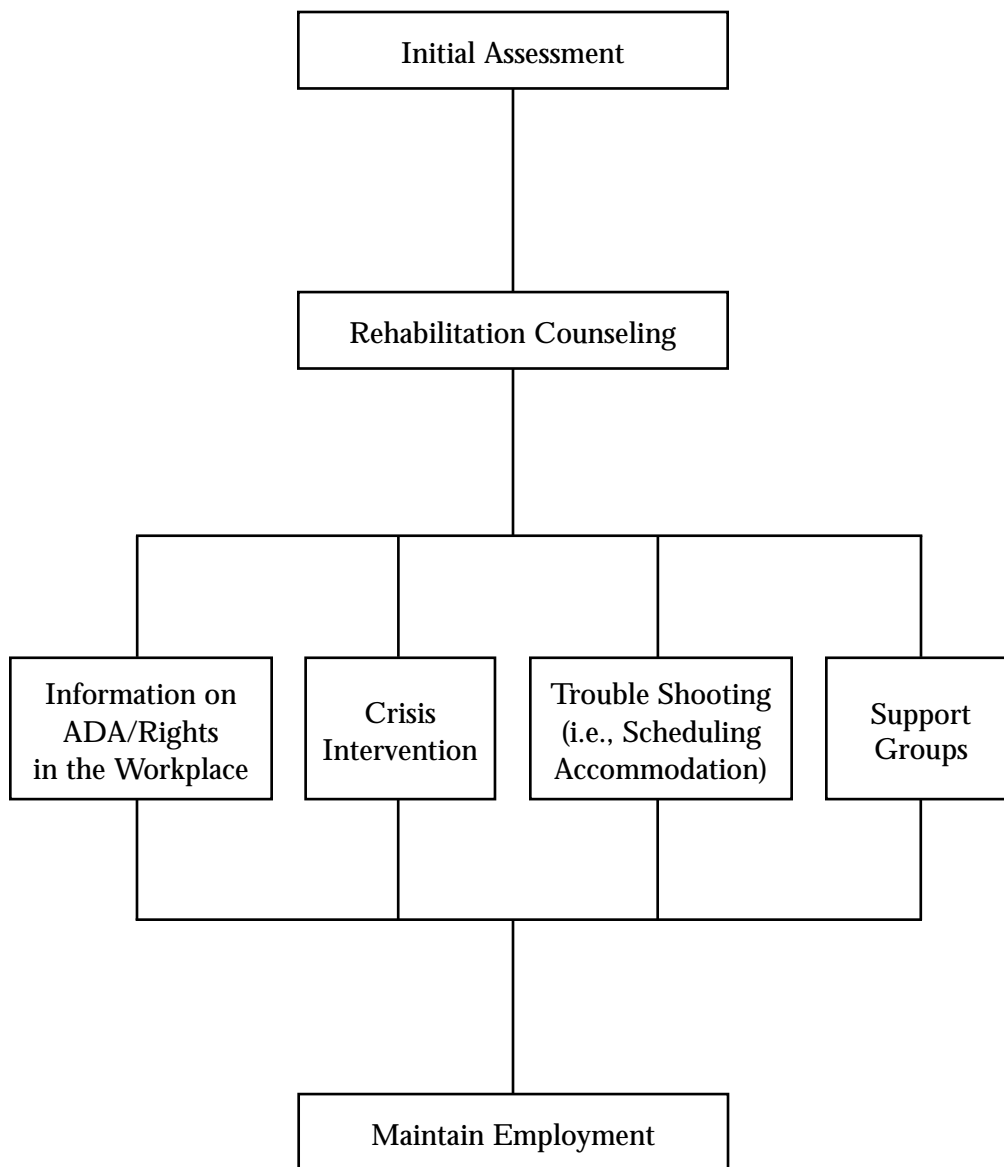 Initial Assessment
Rehabilitation Counseling
Information on
ADA/Rights
in the Workplace
Crisis
Intervention
Trouble Shooting
(i.e., Scheduling
Accommodation)
Support
Groups
Maintain Employment